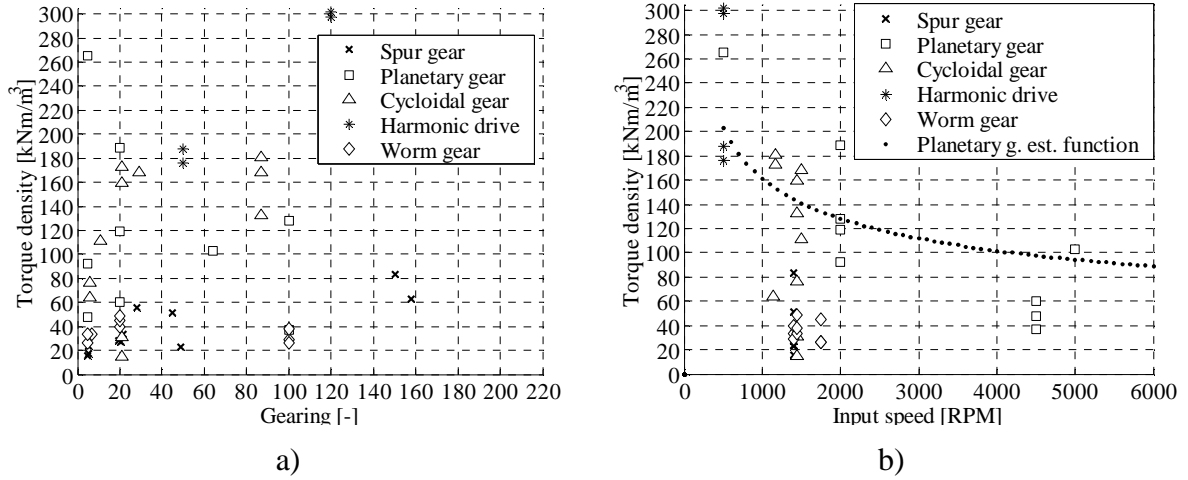 300
280
260
240
220
200
180
160
140
120
100
80
60
40
20
0
Torque density [kNm/m³]
0 20 40 60 80 100 120 140 160 180 200 220
Gearing [-]
Spur gear
Planetary gear
Cycloidal gear
Harmonic drive
Worm gear
a)
300
280
260
240
220
200
180
160
140
120
100
80
60
40
20
0
Torque density [kNm/m³]
0 1000 2000 3000 4000 5000 6000
Input speed [RPM]
Spur gear
Planetary gear
Cycloidal gear
Harmonic drive
Worm gear
Planetary g. est. function
b)